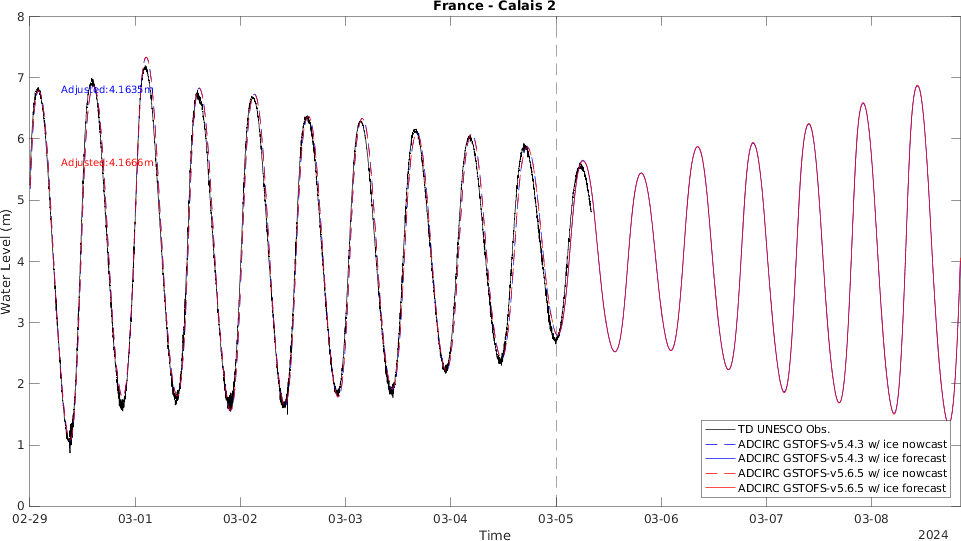 France - Calais 2
8
7
6
5
4
3
2
1
0
Water Level (m)
Adjusted:4.1635m
Adjusted:4.1666m
TD UNESCO Obs.
ADCIRC GSTOFS-v5.4.3 w/ ice nowcast
ADCIRC GSTOFS-v5.4.3 w/ ice forecast
ADCIRC GSTOFS-v5.6.5 w/ ice nowcast
ADCIRC GSTOFS-v5.6.5 w/ ice forecast
02-29 03-01 03-02 03-03 03-04 03-05 03-06 03-07 03-08
Time
2024